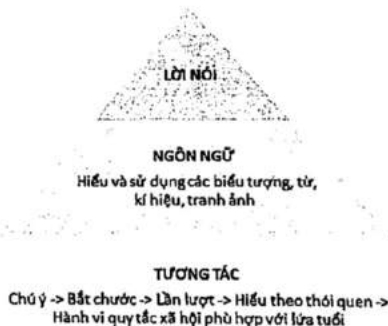 LỜI NÓI
NGÔN NGỮ
Hiểu và sử dụng các biểu tượng, từ,
kí hiệu, tranh ảnh
TƯƠNG TÁC
Chú ý -> Bắt chước -> Lần lượt -> Hiểu theo thói quen ->
Hành vi quy tắc xã hội phù hợp với lứa tuổi